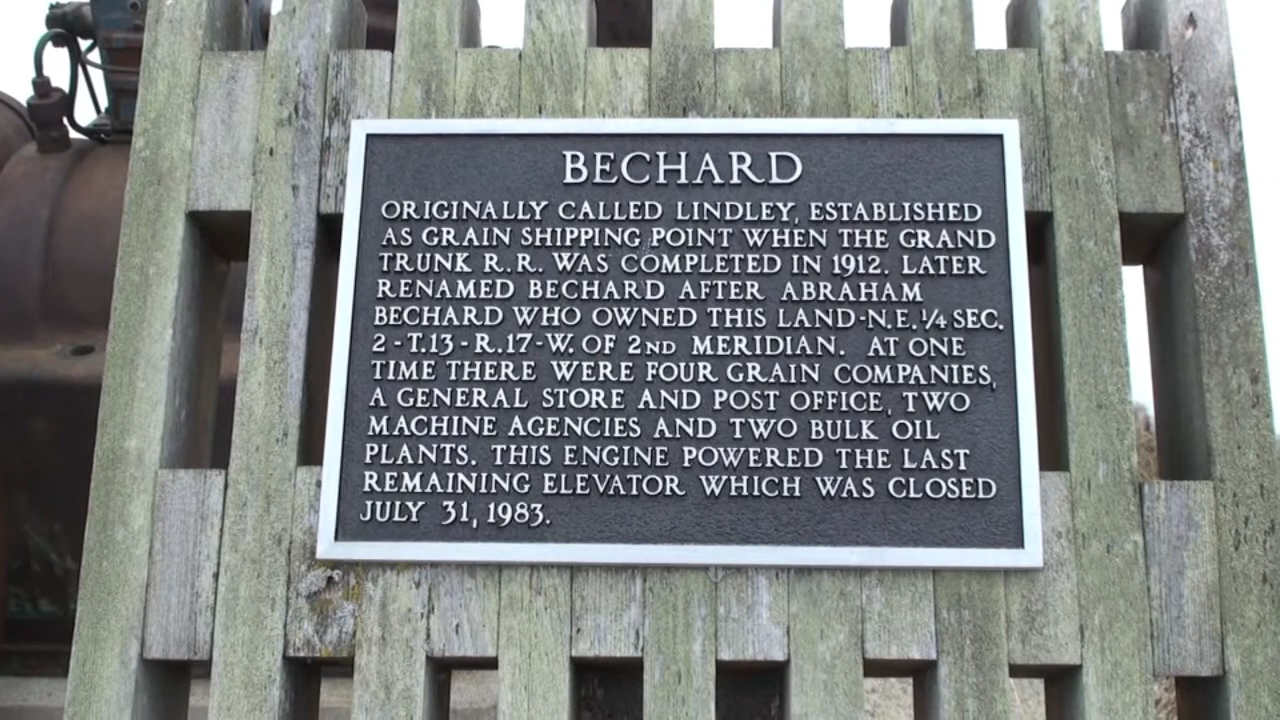 BECHARD
ORIGINALLY CALLED LINDLEY, ESTABLISHED
AS GRAIN SHIPPING POINT WHEN THE GRAND
TRUNK R.R. WAS COMPLETED IN 1912. LATER
RENAMED BECHARD AFTER ABRAHAM
BECHARD WHO OWNED THIS LAND-N.E.¼ SEC.
2-T.13-R.17-W. OF 2ND MERIDIAN. AT ONE
TIME THERE WERE FOUR GRAIN COMPANIES,
A GENERAL STORE AND POST OFFICE, TWO
MACHINE AGENCIES AND TWO BULK OIL
PLANTS. THIS ENGINE POWERED THE LAST
REMAINING ELEVATOR WHICH WAS CLOSED
JULY 31, 1983.